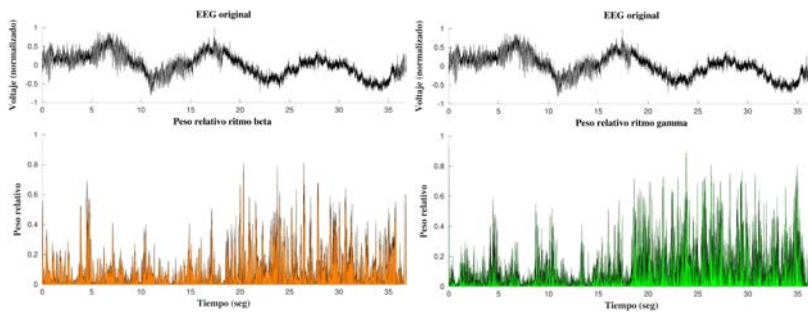 EEG original
Voltaje (normalizado)
1
0.5
0
-0.5
-1
0 5 10 15 20 25 30 35
Peso relativo ritmo beta
Peso relativo
1
0.8
0.6
0.4
0.2
0
0 5 10 15 20 25 30 35
Tiempo (seg)
EEG original
Voltaje (normalizado)
1
0.5
0
-0.5
-1
0 5 10 15 20 25 30 35
Peso relativo ritmo gamma
Peso relativo
1
0.8
0.6
0.4
0.2
0
0 5 10 15 20 25 30 35
Tiempo (seg)